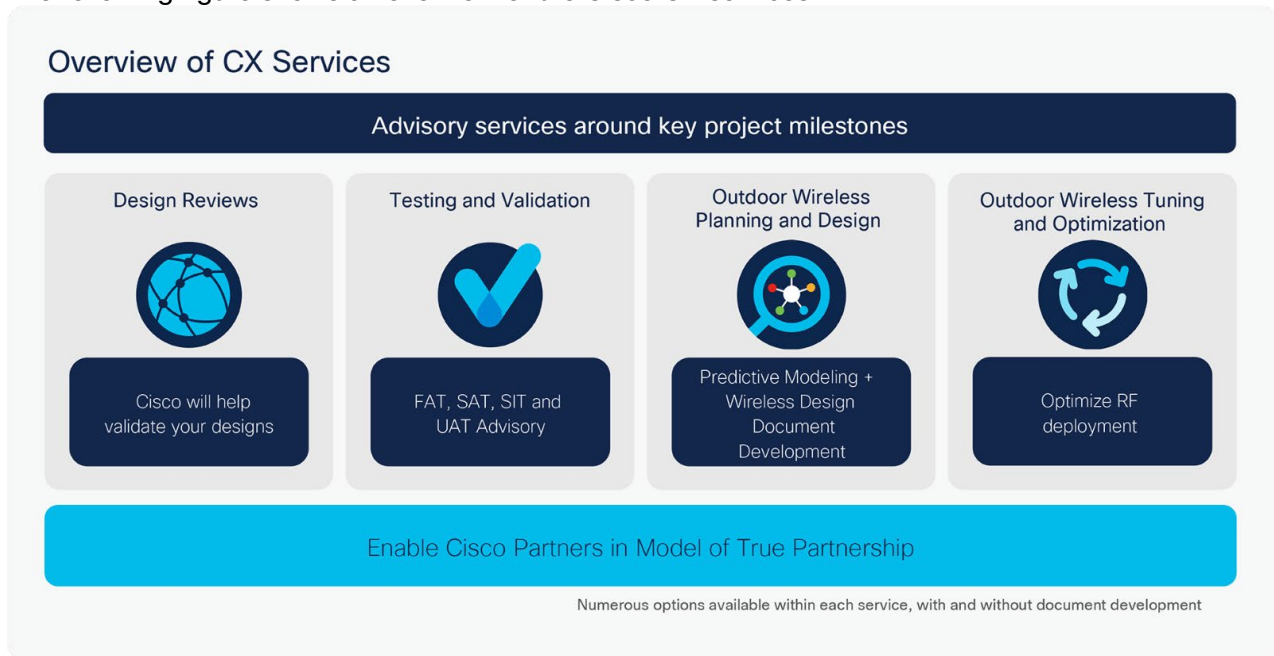 Overview of CX Services
Advisory services around key project milestones
Design Reviews
Cisco will help
validate your designs
Testing and Validation
FAT, SAT, SIT and
UAT Advisory
Outdoor Wireless
Planning and Design
Predictive Modeling +
Wireless Design
Document
Development
Outdoor Wireless Tuning
and Optimization
Optimize RF
deployment
Enable Cisco Partners in Model of True Partnership
Numerous options available within each service, with and without document development